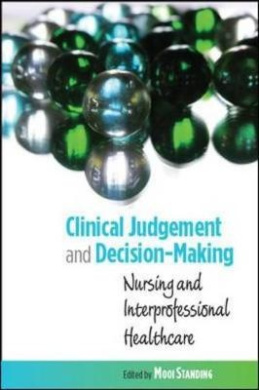 Clinical Judgement
and Decision-Making
Nursing and
Interprofessional
Healthcare
Edited by MOOI STANDING